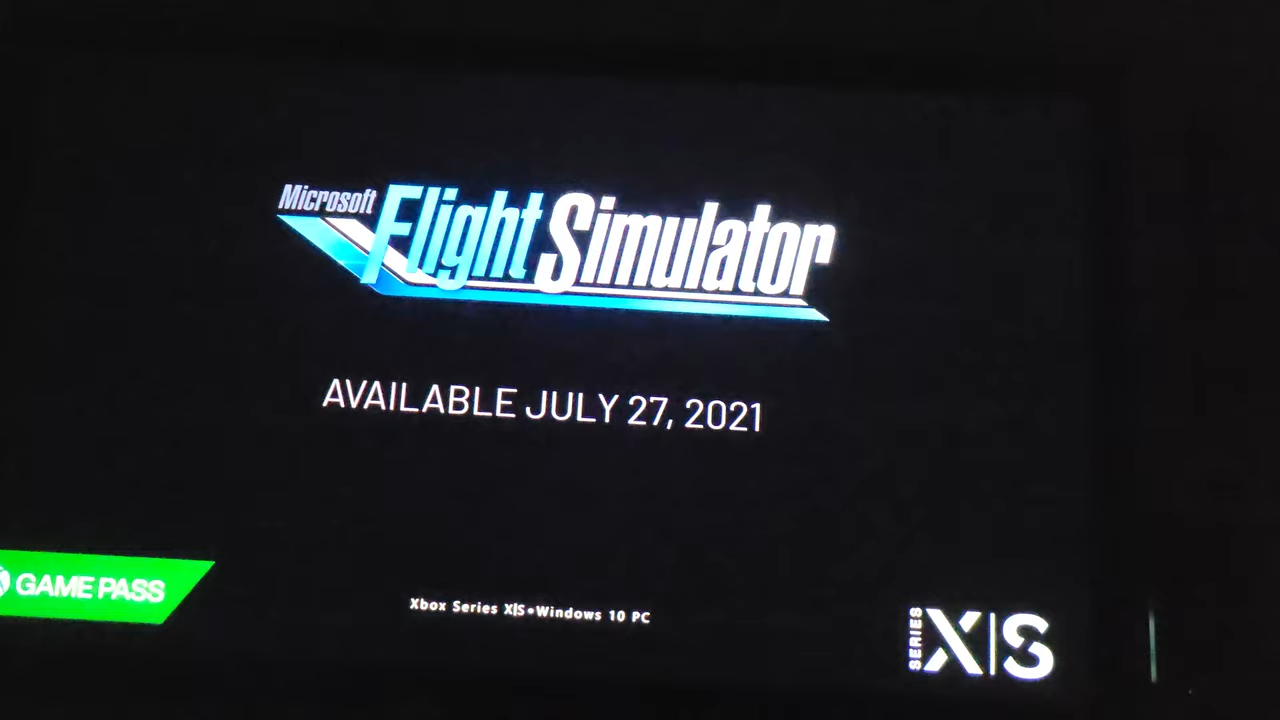 Microsoft
Flight Simulator
AVAILABLE JULY 27, 2021
GAME PASS
Xbox Series X|S•Windows 10 PC
SERIES X|S